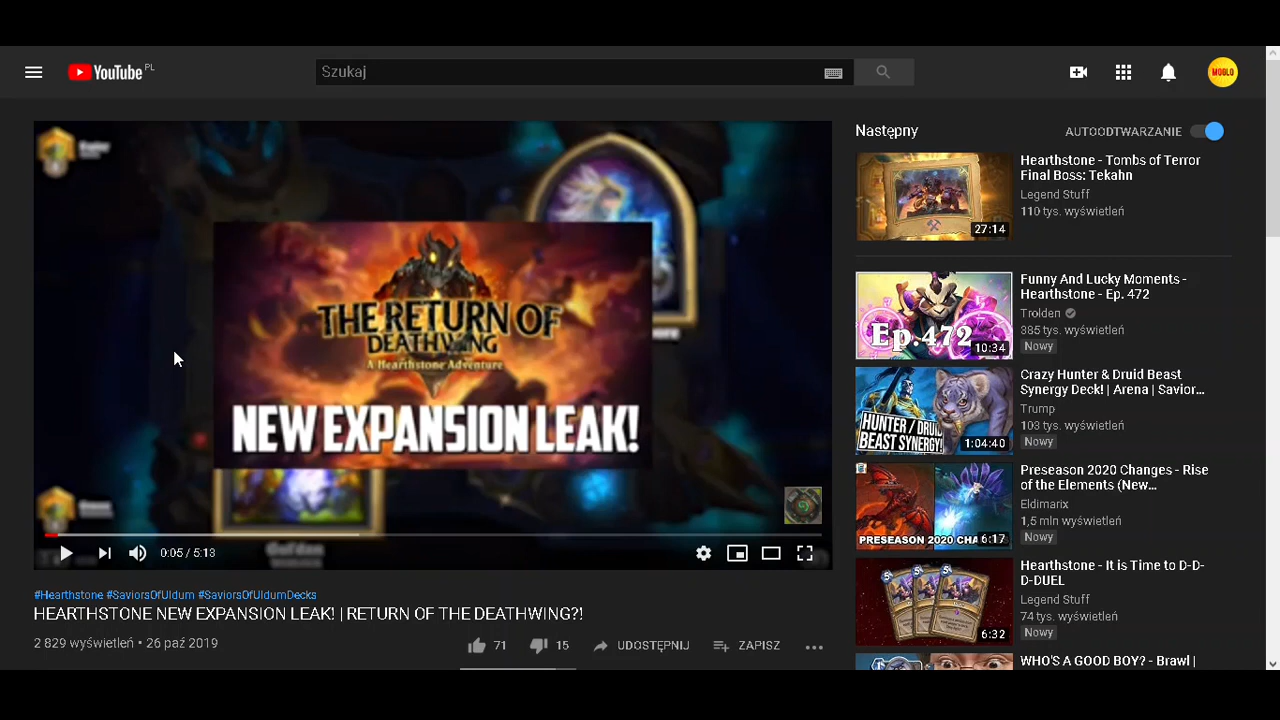 YouTube PL
Szukaj
MOOLO
THE RETURN OF
DEATHWING
A Hearthstone Adventure
NEW EXPANSION LEAK!
0:05 / 5:13
#Hearthstone #SaviorsOfUldum #SaviorsOfUldumDecks
HEARTHSTONE NEW EXPANSION LEAK! | RETURN OF THE DEATHWING?!
2 829 wyświetleń • 26 paź 2019
71
15
UDOSTĘPNIJ
ZAPISZ
Następny
AUTOODTWARZANIE
27:14
Hearthstone - Tombs of Terror
Final Boss: Tekahn
Legend Stuff
110 tys. wyświetleń
Ep.472
10:34
Funny And Lucky Moments -
Hearthstone - Ep. 472
Trolden
385 tys. wyświetleń
Nowy
HUNTER / DRUID
BEAST SYNERGY!
1:04:40
Crazy Hunter & Druid Beast
Synergy Deck! | Arena | Savior...
Trump
103 tys. wyświetleń
Nowy
PRESEASON 2020 CHA
6:17
Preseason 2020 Changes - Rise
of the Elements (New...
Eldimarix
1,5 mln wyświetleń
Nowy
6:32
Hearthstone - It is Time to D-D-
D-DUEL
Legend Stuff
74 tys. wyświetleń
Nowy
WHO'S A GOOD BOY? - Brawl |